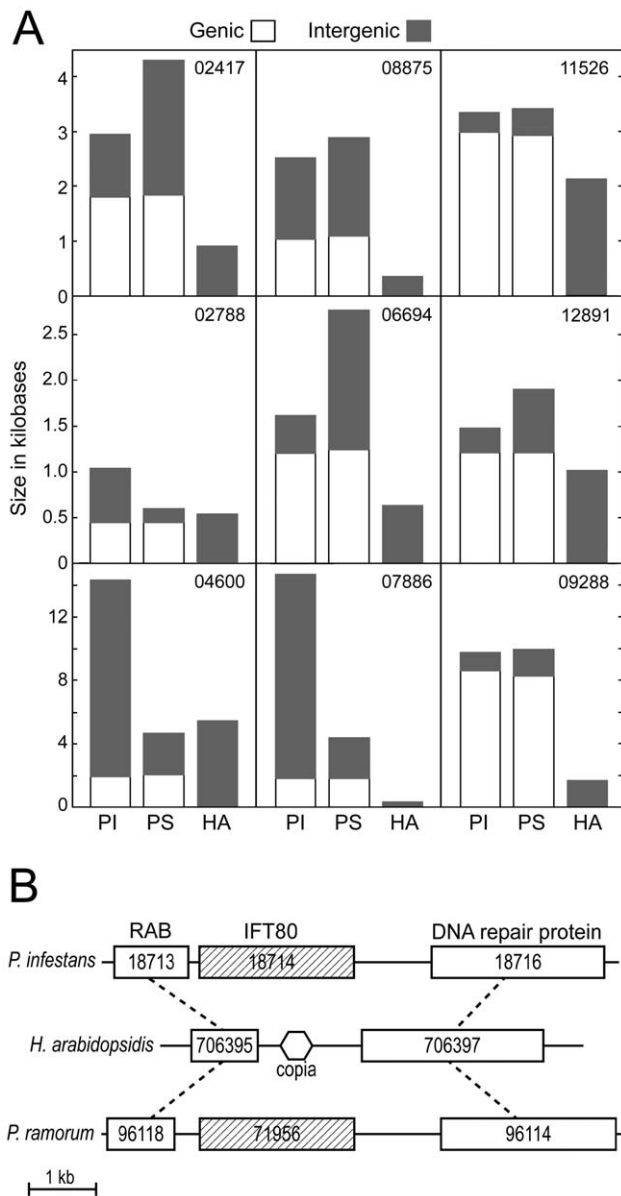 A
Genic Intergenic
02417 08875 11526
4
3
2
1
0
02788 06694 12891
2.5
2.0
1.5
1.0
0.5
0
04600 07886 09288
12
8
4
0
Size in kilobases
PI PS HA PI PS HA PI PS HA
B
RAB IFT80 DNA repair protein
P. infestans 18713 18714 18716
H. arabidopsidis 706395 706397
copia
P. ramorum 96118 71956 96114
1 kb